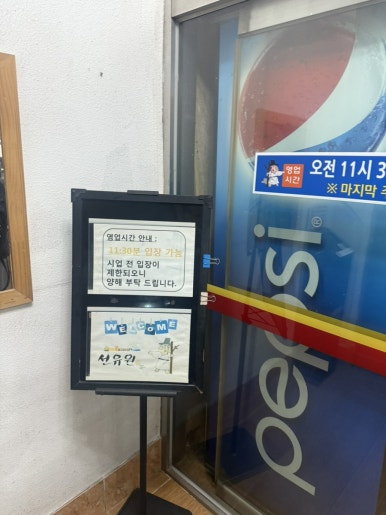 영업시간 안내 ;
11:30분 입장 가능
시업 전 입장이
제한되오니
양해 부탁 드립니다.
WELCOME
선유원
영업
시간
오전 11시 3
※ 마지막 주
pepsi